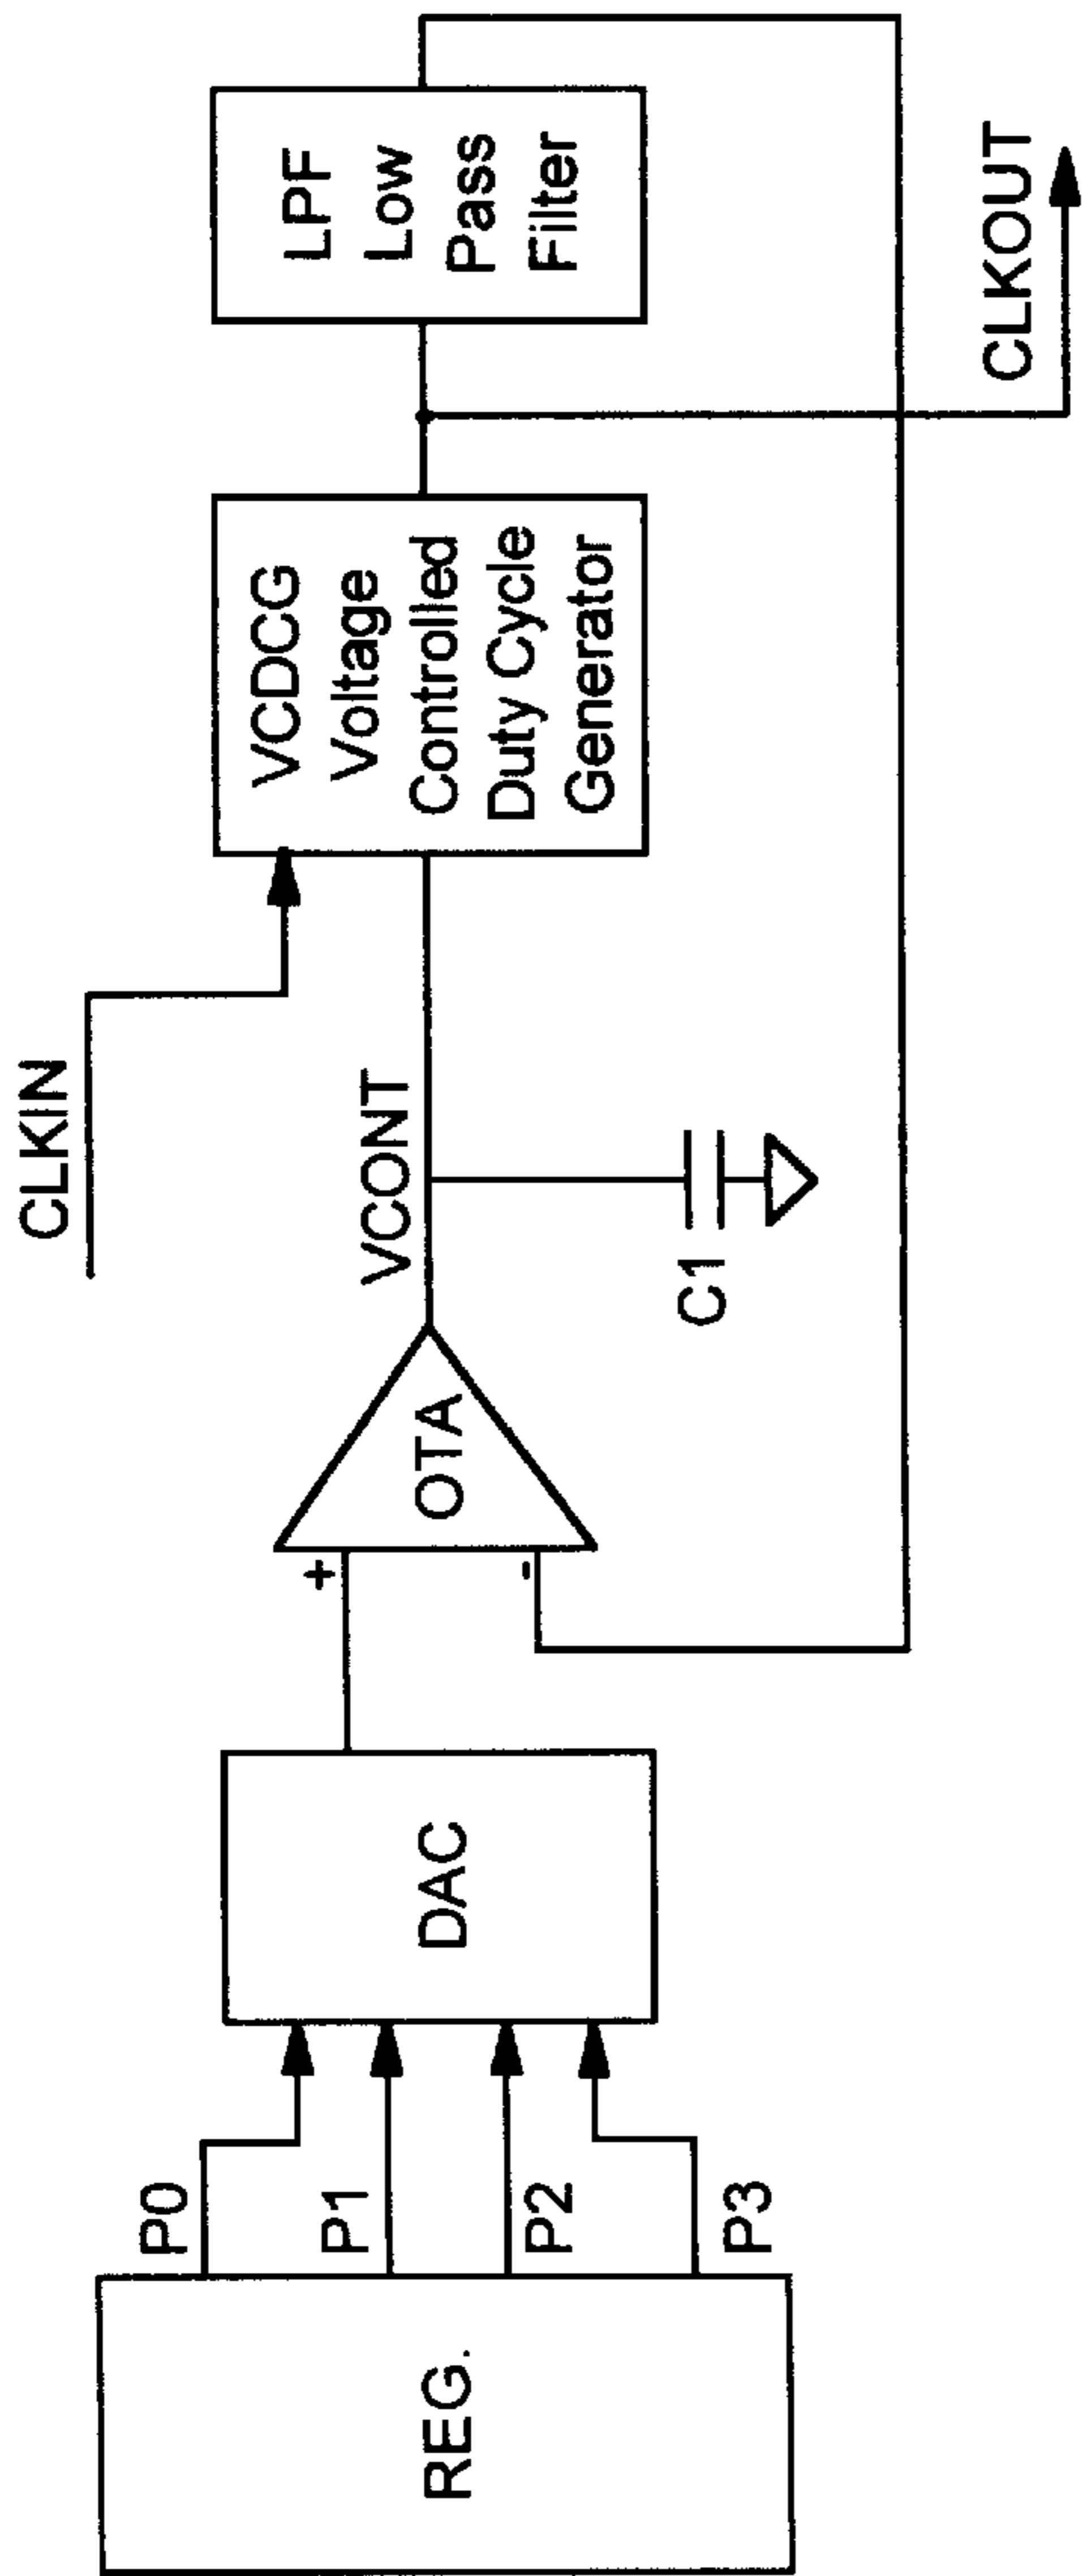 REG.
P0
P1
P2
P3
DAC
+
-
OTA
VCONT
C1
CLKIN
VCDCG
Voltage
Controlled
Duty Cycle
Generator
LPF
Low
Pass
Filter
CLKOUT